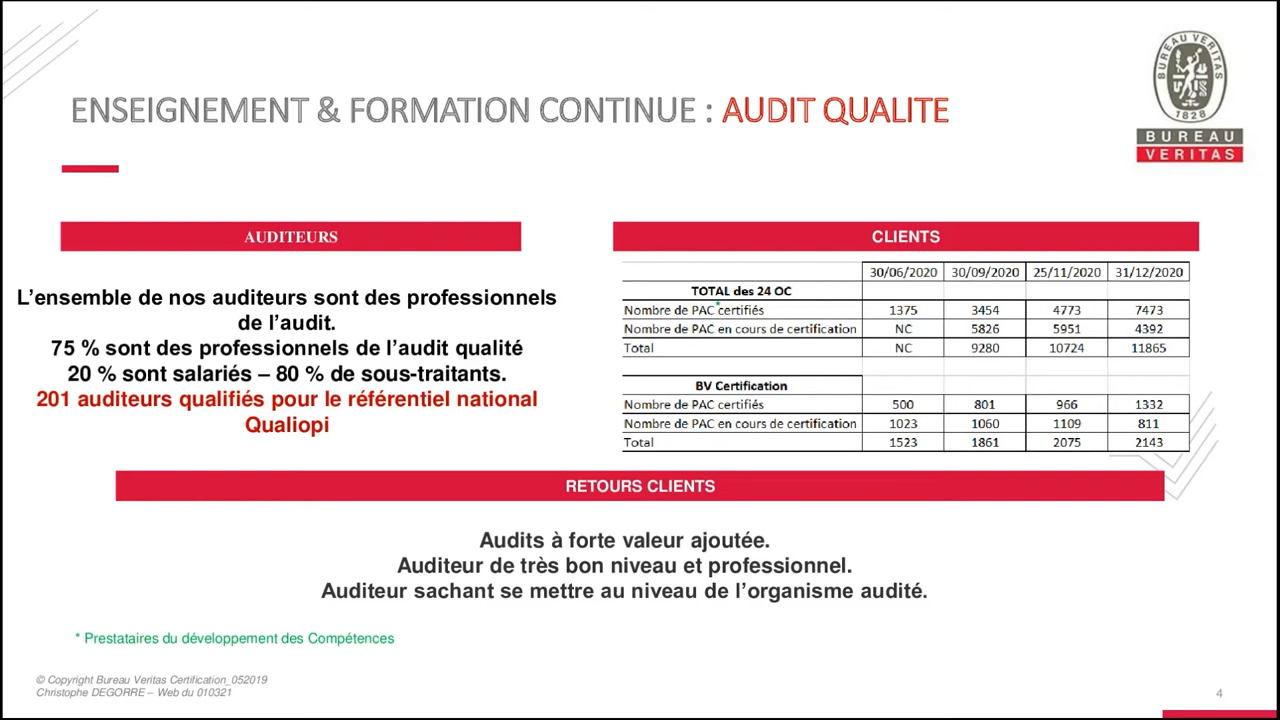 BUREAU VERITAS
1828
BUREAU
VERITAS
ENSEIGNEMENT & FORMATION CONTINUE : AUDIT QUALITE
AUDITEURS
L’ensemble de nos auditeurs sont des professionnels
de l’audit.
75 % sont des professionnels de l’audit qualité
20 % sont salariés – 80 % de sous-traitants.
201 auditeurs qualifiés pour le référentiel national
Qualiopi
CLIENTS
30/06/2020 30/09/2020 25/11/2020 31/12/2020
TOTAL des 24 OC
Nombre de PAC*certifiés 1375 3454 4773 7473
Nombre de PAC en cours de certification NC 5826 5951 4392
Total NC 9280 10724 11865
BV Certification
Nombre de PAC certifiés 500 801 966 1332
Nombre de PAC en cours de certification 1023 1060 1109 811
Total 1523 1861 2075 2143
RETOURS CLIENTS
Audits à forte valeur ajoutée.
Auditeur de très bon niveau et professionnel.
Auditeur sachant se mettre au niveau de l’organisme audité.
* Prestataires du développement des Compétences
© Copyright Bureau Veritas Certification_052019
Christophe DEGORRE – Web du 010321
4